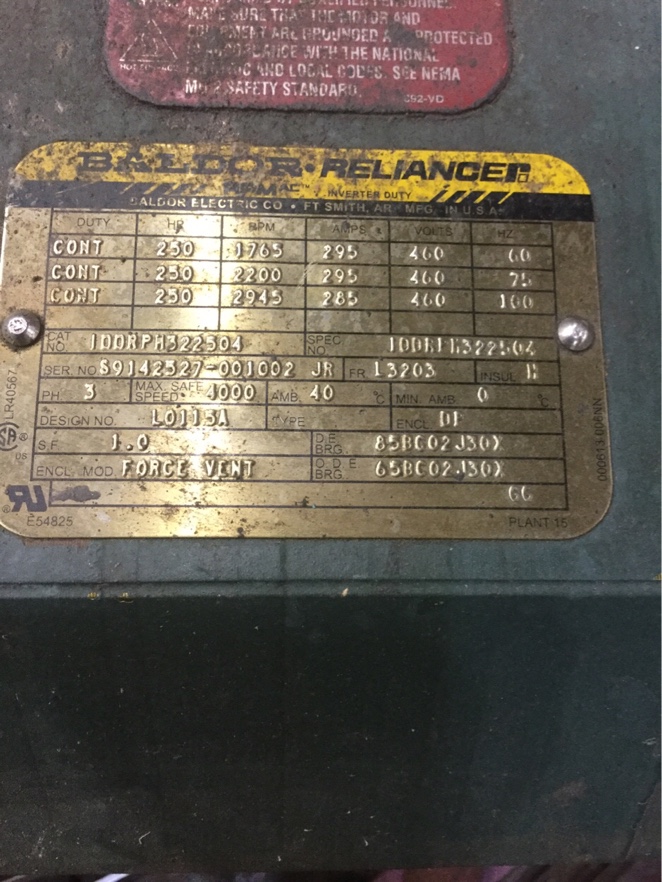 QUALIFIED PERSONNEL.
MAKE SURE THAT THE MOTOR AND
EQUIPMENT ARE GROUNDED AND PROTECTED
IN ACCORDANCE WITH THE NATIONAL
ELECTRIC AND LOCAL CODES. SEE NEMA
SAFETY STANDARD.
BALDOR • RELIANCER
INVERTER DUTY
BALDOR ELECTRIC CO • FT SMITH, AR MFG. IN U S A
DUTY HP RPM AMPS VOLTS HZ
CONT 250 1765 295 460 60
CONT 250 2200 295 460 75
CONT 250 2945 285 460 100
CAT NO. IDDRPM322504 SPEC NO. IDDRPM322504
SER. NO S9142527-001002 JR FR L3203 INSUL H
PH. 3 MAX. SAFE SPEED 4000 AMB. 40 °C MIN. AMB. 0 °C
DESIGN NO. L0115A TYPE ENCL DP
S.F. 1.0 D.E. BRG. 85BC02J30X
ENCL. MOD. FORCE VENT O.D.E BRG. 65BC02J30X
GG
LR40567
E54825
PLANT 15